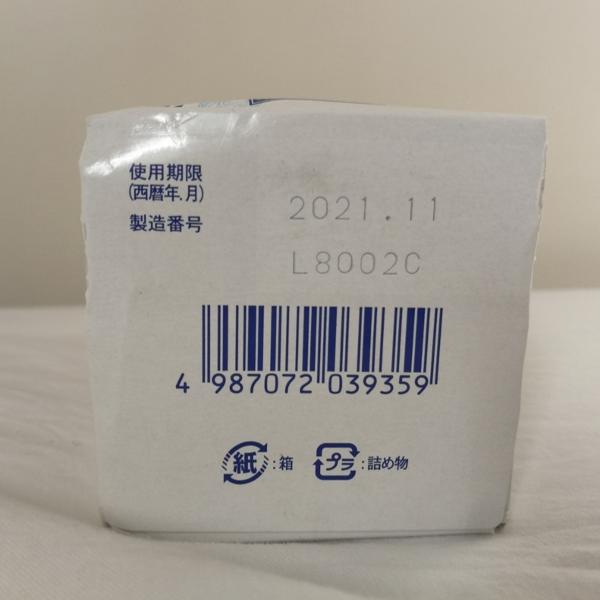 使用期限
(西暦年.月)
2021.11
製造番号
L8002C
4 987072 039359
紙:箱 プラ:詰め物